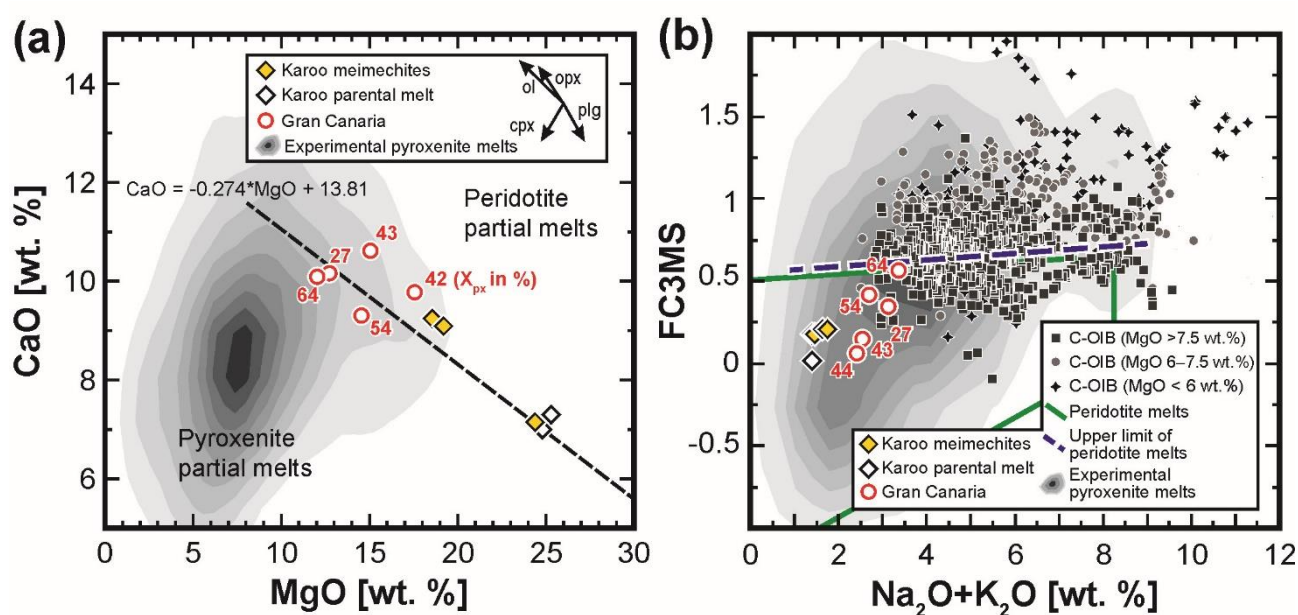 (a)
CaO [wt. %]
14
12
10
8
6
Karoo meimechites
Karoo parental melt
Gran Canaria
Experimental pyroxenite melts
ol
opx
cpx
plg
CaO = -0.274*MgO + 13.81
Peridotite
partial melts
43
27
64
42 (Xpx in %)
54
Pyroxenite
partial melts
0 5 10 15 20 25 30
MgO [wt. %]
(b)
FC3MS
1.5
1
0.5
0
-0.5
64
54
27
43
44
C-OIB (MgO >7.5 wt.%)
C-OIB (MgO 6–7.5 wt.%)
C-OIB (MgO < 6 wt.%)
Peridotite melts
Upper limit of
peridotite melts
Experimental
pyroxenite melts
Karoo meimechites
Karoo parental melt
Gran Canaria
0 2 4 6 8 10 12
Na2O+K2O [wt. %]